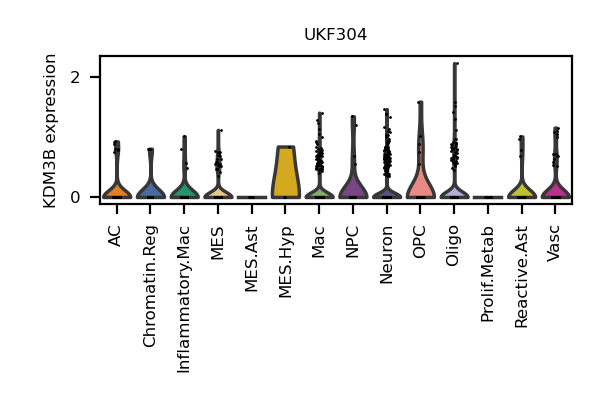 UKF304
KDM3B expression
2
0
AC
Chromatin.Reg
Inflammatory.Mac
MES
MES.Ast
MES.Hyp
Mac
NPC
Neuron
OPC
Oligo
Prolif.Metab
Reactive.Ast
Vasc